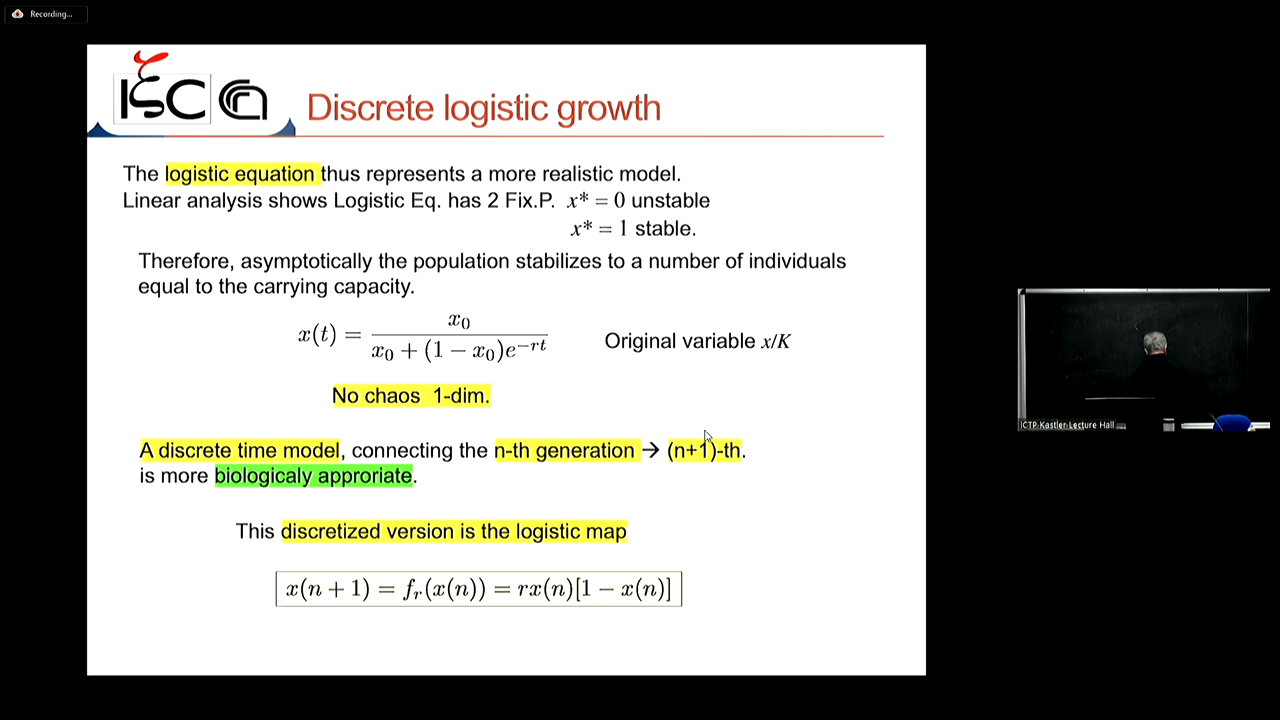 Recording...
ISC
Discrete logistic growth
The logistic equation thus represents a more realistic model.
Linear analysis shows Logistic Eq. has 2 Fix.P. x* = 0 unstable
x* = 1 stable.
Therefore, asymptotically the population stabilizes to a number of individuals
equal to the carrying capacity.
x(t) = x₀ / (x₀ + (1 − x₀)e^{−rt}) Original variable x/K
No chaos 1-dim.
A discrete time model, connecting the n-th generation → (n+1)-th.
is more biologicaly approriate.
This discretized version is the logistic map
x(n + 1) = fᵣ(x(n)) = rx(n)[1 − x(n)]
ICTP Kastler Lecture Hall